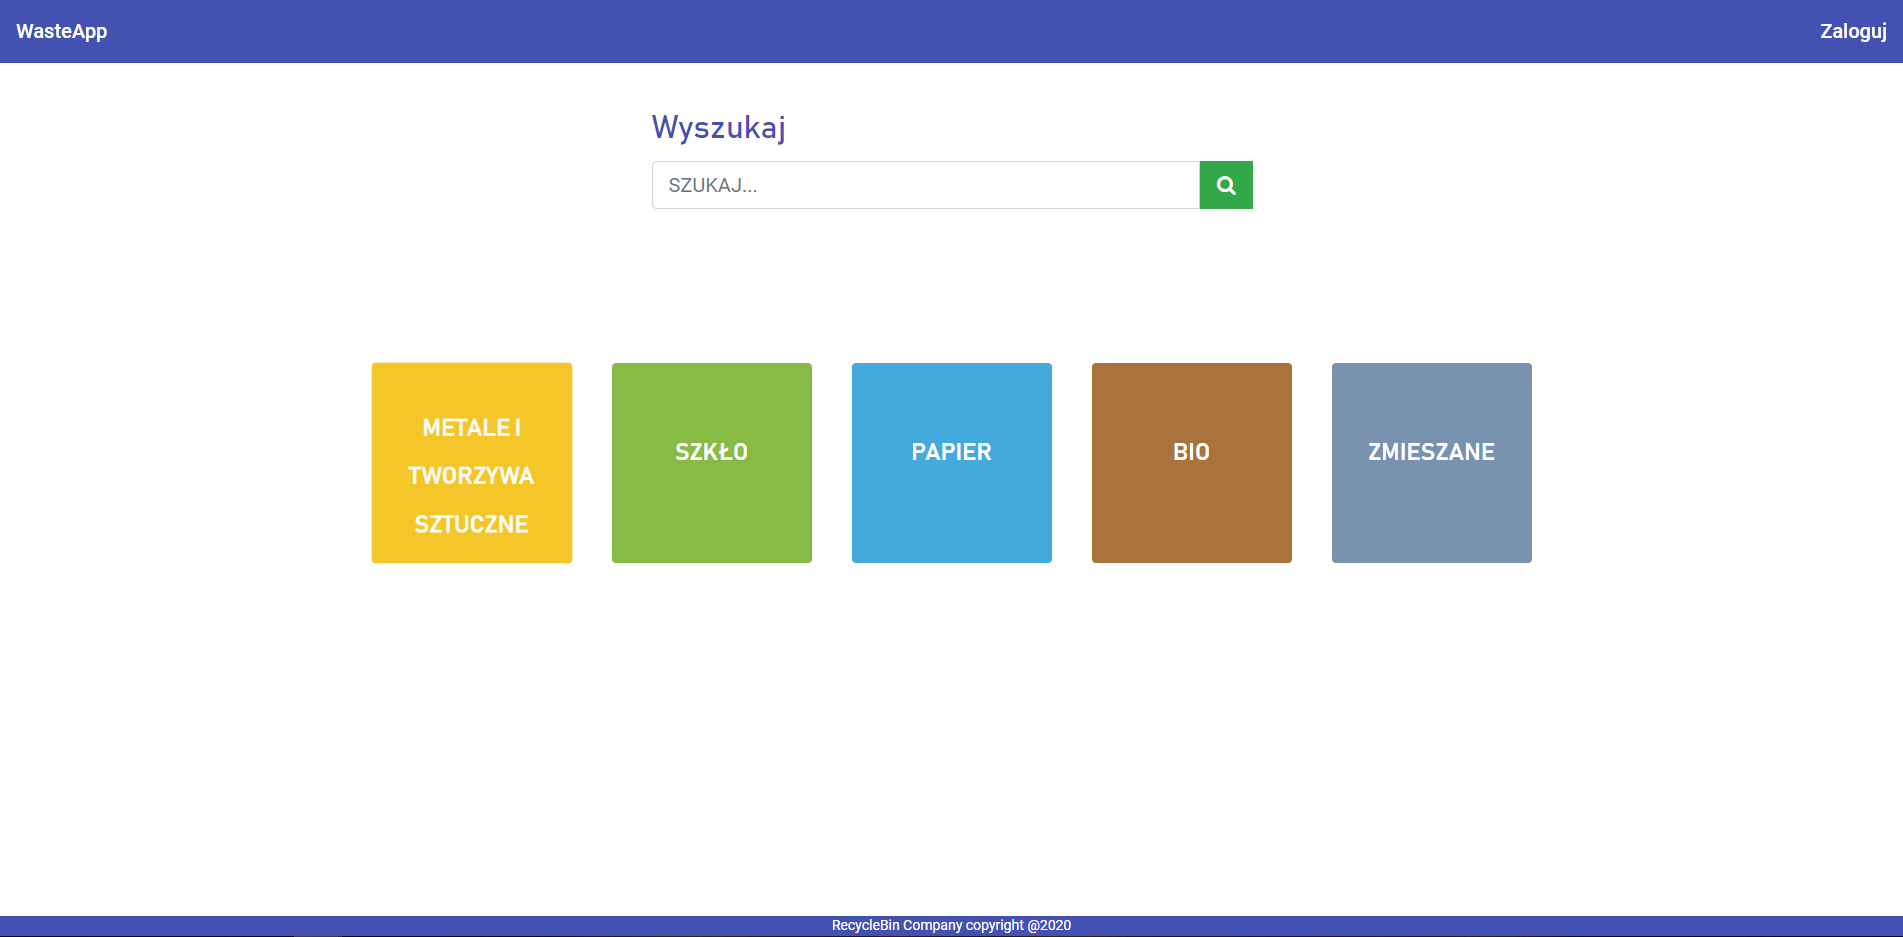 WasteApp
Zaloguj
Wyszukaj
SZUKAJ...
METALE I
TWORZYWA
SZTUCZNE
SZKŁO
PAPIER
BIO
ZMIESZANE
RecycleBin Company copyright @2020